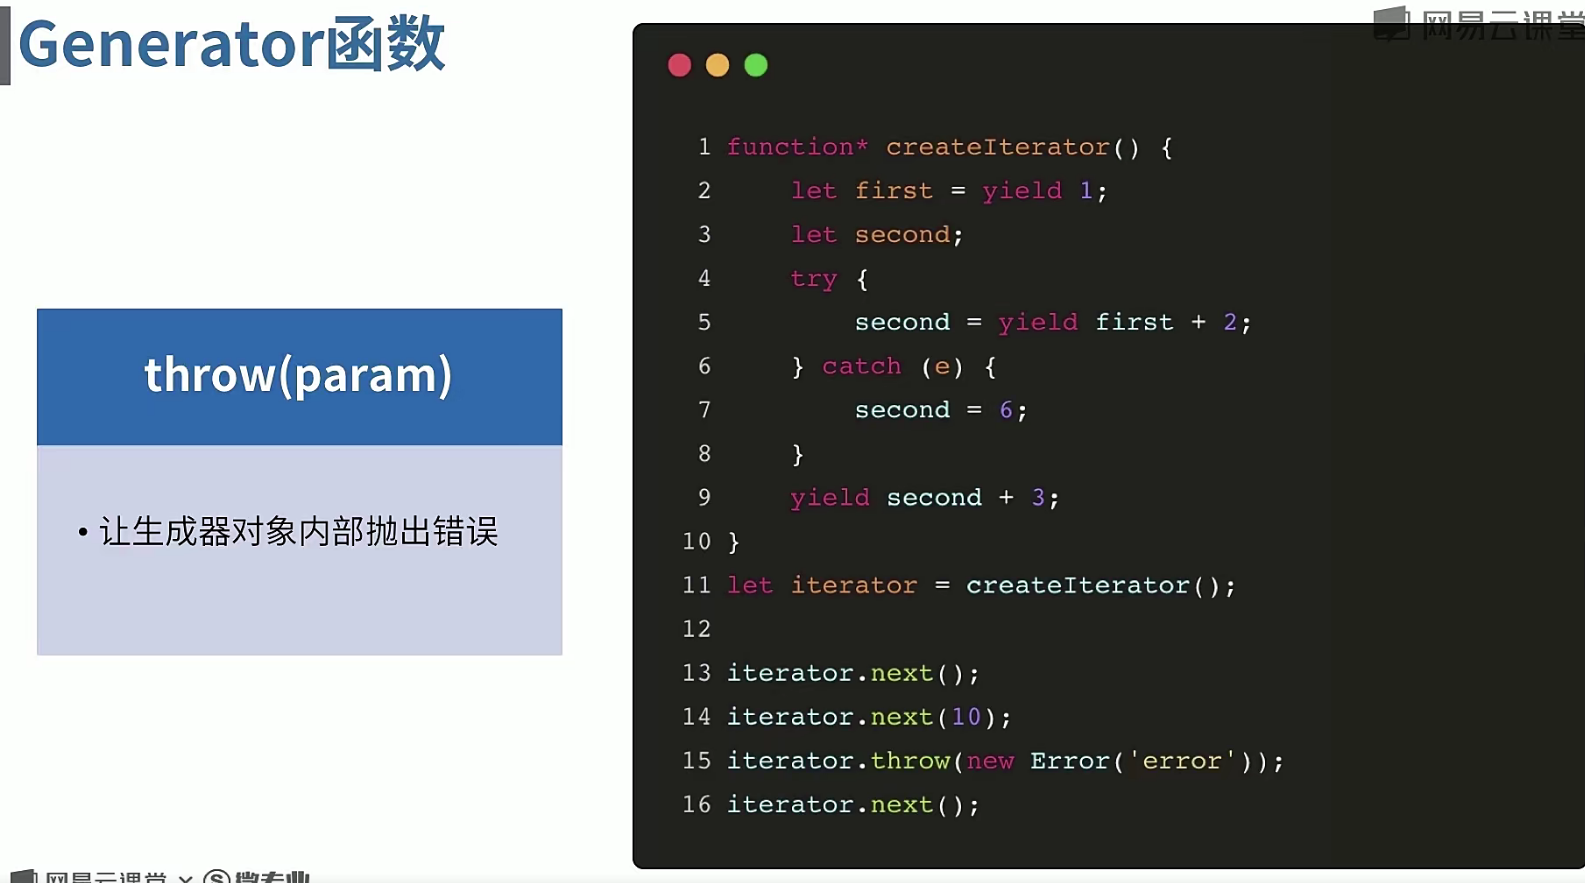 Generator函数
网易云课堂
throw(param)
• 让生成器对象内部抛出错误
1 function* createIterator() {
2     let first = yield 1;
3     let second;
4     try {
5         second = yield first + 2;
6     } catch (e) {
7         second = 6;
8     }
9     yield second + 3;
10 }
11 let iterator = createIterator();
12
13 iterator.next();
14 iterator.next(10);
15 iterator.throw(new Error('error'));
16 iterator.next();
网易云课堂 × 微专业